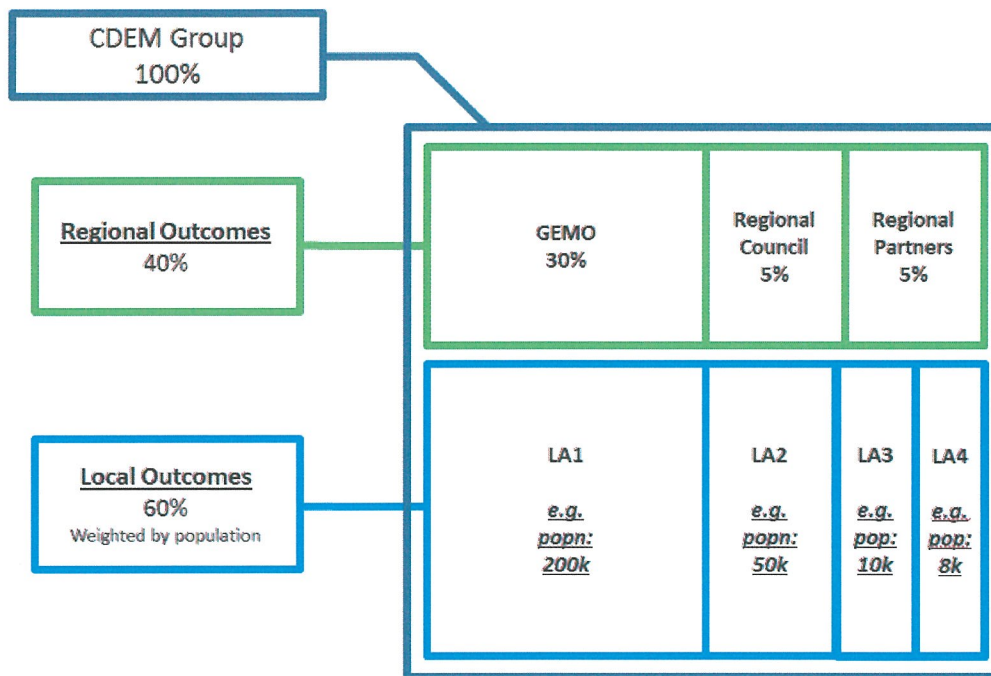 CDEM Group
100%
Regional Outcomes
40%
GEMO
30%
Regional
Council
5%
Regional
Partners
5%
Local Outcomes
60%
Weighted by population
LA1
e.g.
popn:
200k
LA2
e.g.
popn:
50k
LA3
e.g.
pop:
10k
LA4
e.g.
pop:
8k